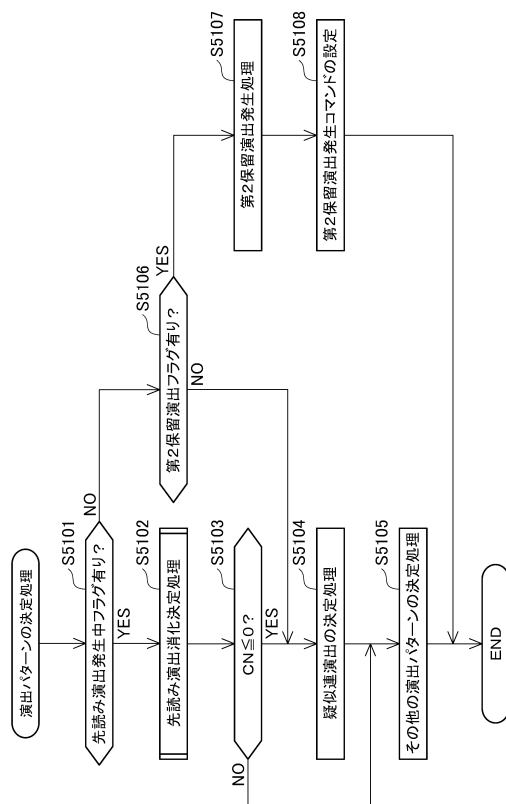 演出パターンの決定処理
S5101
先読み演出発生中フラグ有り?
NO
YES
S5102
先読み演出消化決定処理
S5103
CN≦0?
NO
YES
S5104
疑似連演出の決定処理
S5105
その他の演出パターンの決定処理
END
S5106
第2保留演出フラグ有り?
YES
NO
S5107
第2保留演出発生処理
S5108
第2保留演出発生コマンドの設定